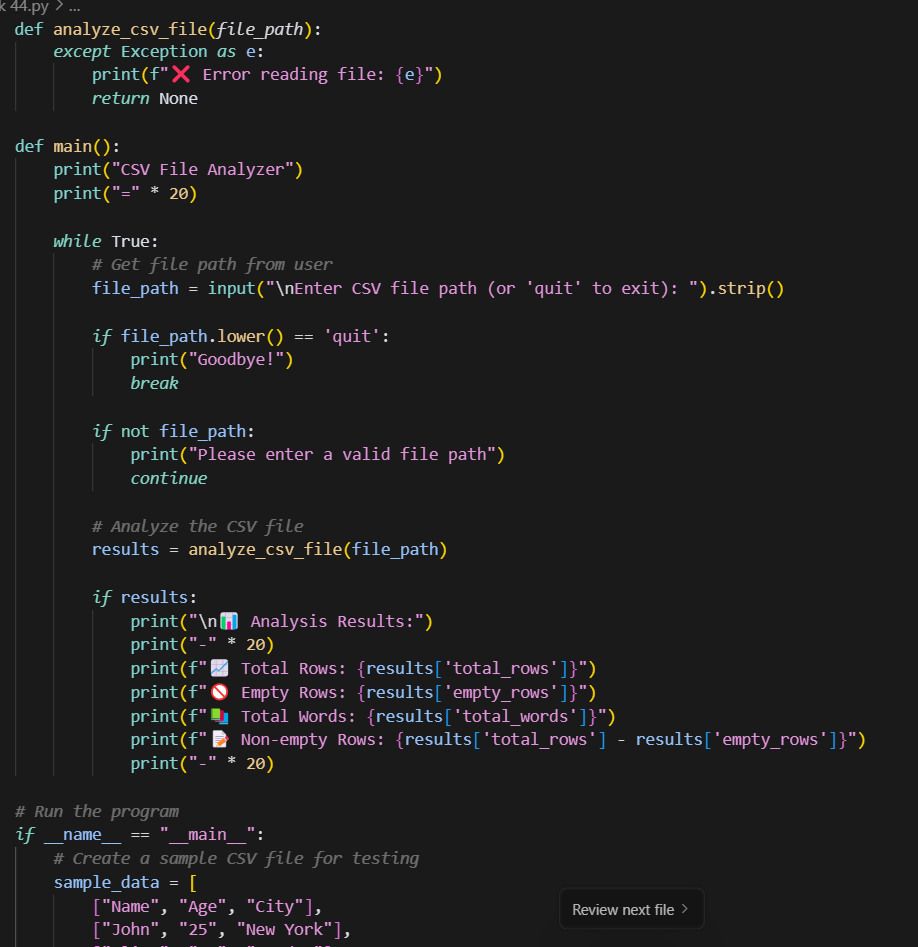 k 44.py > ...
def analyze_csv_file(file_path):
    except Exception as e:
        print(f"❌ Error reading file: {e}")
        return None

def main():
    print("CSV File Analyzer")
    print("=" * 20)

    while True:
        # Get file path from user
        file_path = input("\nEnter CSV file path (or 'quit' to exit): ").strip()

        if file_path.lower() == 'quit':
            print("Goodbye!")
            break

        if not file_path:
            print("Please enter a valid file path")
            continue

        # Analyze the CSV file
        results = analyze_csv_file(file_path)

        if results:
            print("\n📊 Analysis Results:")
            print("-" * 20)
            print(f"📈 Total Rows: {results['total_rows']}")
            print(f"🚫 Empty Rows: {results['empty_rows']}")
            print(f"📚 Total Words: {results['total_words']}")
            print(f"📝 Non-empty Rows: {results['total_rows'] - results['empty_rows']}")
            print("-" * 20)

# Run the program
if __name__ == "__main__":
    # Create a sample CSV file for testing
    sample_data = [
        ["Name", "Age", "City"],
        ["John", "25", "New York"],
Review next file >